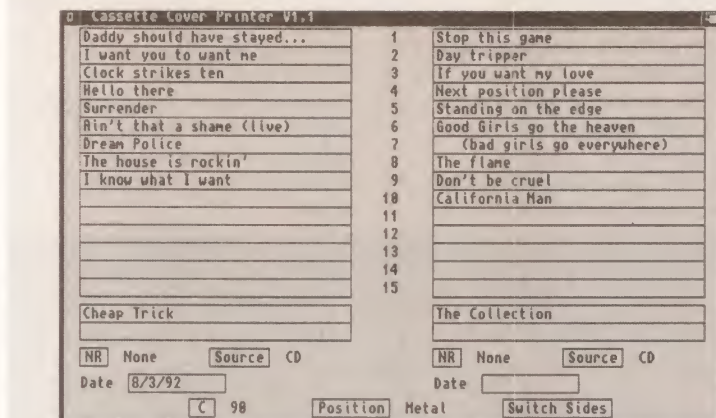 Cassette Cover Printer V1.1
Daddy should have stayed... 1 Stop this game
I want you to want me 2 Day tripper
Clock strikes ten 3 If you want my love
Hello there 4 Next position please
Surrender 5 Standing on the edge
Ain't that a shame (live) 6 Good Girls go the heaven
Dream Police 7 (bad girls go everywhere)
The house is rockin' 8 The flame
I know what I want 9 Don't be cruel
10 California Man
11
12
13
14
15
Cheap Trick The Collection
NR None Source CD NR None Source CD
Date 8/3/92 Date
C 90 Position Metal Switch Sides